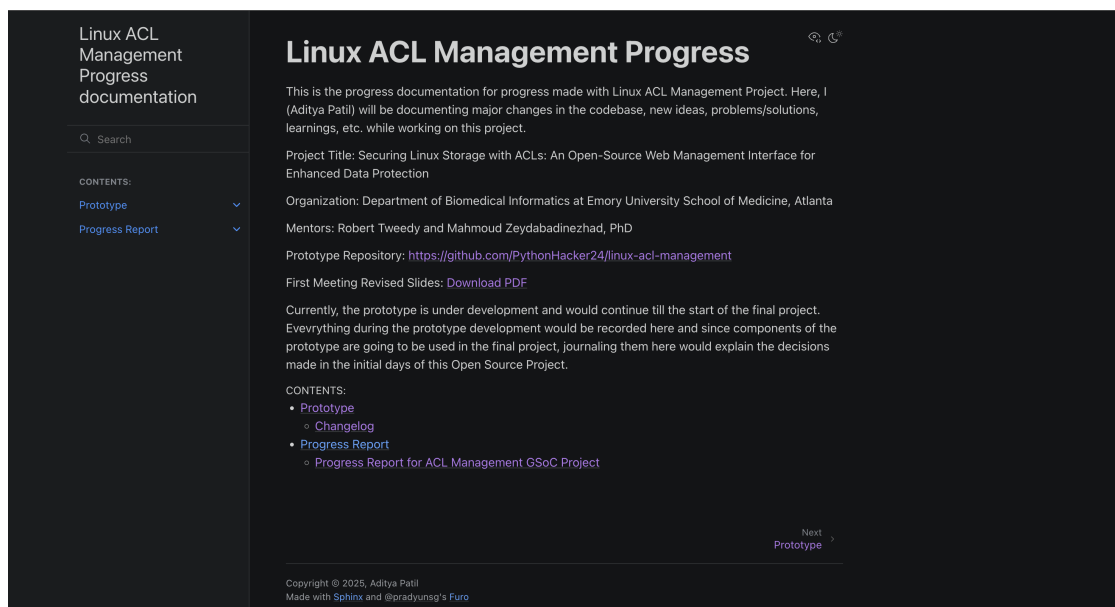 Linux ACL
Management
Progress
documentation
Search
CONTENTS:
Prototype
Progress Report
Linux ACL Management Progress
This is the progress documentation for progress made with Linux ACL Management Project. Here, I
(Aditya Patil) will be documenting major changes in the codebase, new ideas, problems/solutions,
learnings, etc. while working on this project.
Project Title: Securing Linux Storage with ACLs: An Open-Source Web Management Interface for
Enhanced Data Protection
Organization: Department of Biomedical Informatics at Emory University School of Medicine, Atlanta
Mentors: Robert Tweedy and Mahmoud Zeydabadinezhad, PhD
Prototype Repository: https://github.com/PythonHacker24/linux-acl-management
First Meeting Revised Slides: Download PDF
Currently, the prototype is under development and would continue till the start of the final project.
Evevrything during the prototype development would be recorded here and since components of the
prototype are going to be used in the final project, journaling them here would explain the decisions
made in the initial days of this Open Source Project.
CONTENTS:
• Prototype
◦ Changelog
• Progress Report
◦ Progress Report for ACL Management GSoC Project
Next
Prototype
Copyright © 2025, Aditya Patil
Made with Sphinx and @pradyunsg's Furo